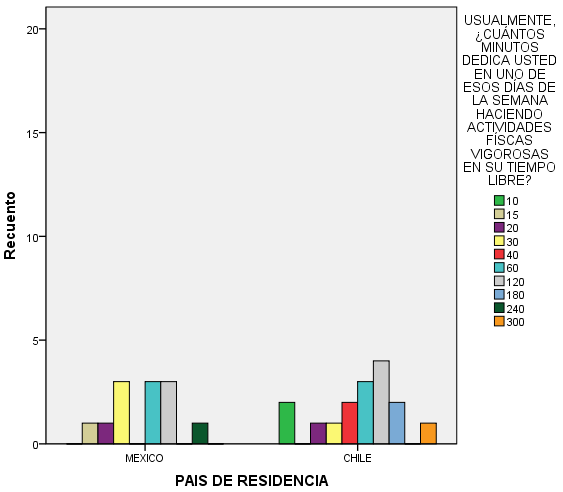 USUALMENTE,
¿CUÁNTOS
MINUTOS
DEDICA USTED
EN UNO DE
ESOS DÍAS DE
LA SEMANA
HACIENDO
ACTIVIDADES
FÍSCAS
VIGOROSAS
EN SU TIEMPO
LIBRE?
10
15
20
30
40
60
120
180
240
300
Recuento
20
15
10
5
0
MEXICO CHILE
PAIS DE RESIDENCIA